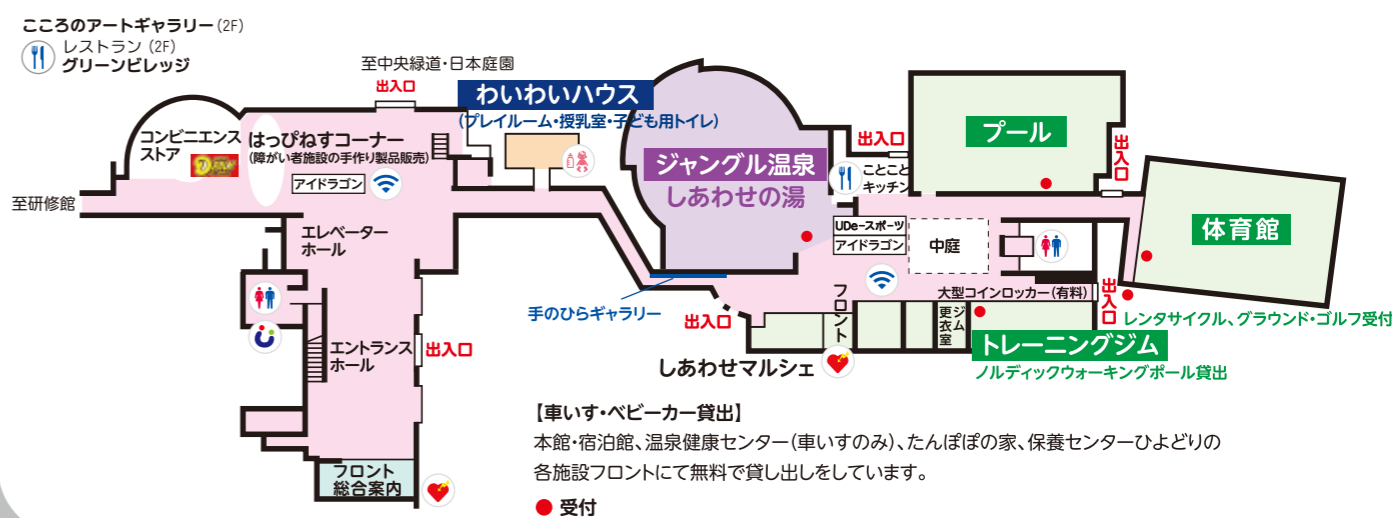 こころのアートギャラリー(2F)
レストラン (2F)
グリーンビレッジ
至中央緑道・日本庭園
出入口
わいわいハウス
(プレイルーム・授乳室・子ども用トイレ)
コンビニエンス
ストア
はっぴねすコーナー
(障がい者施設の手作り製品販売)
アイドラゴン
至研修館
エレベーター
ホール
エントランス
ホール
出入口
フロント
総合案内
手のひらギャラリー
ジャングル温泉
しあわせの湯
出入口
ことこと
キッチン
プール
出入口
体育館
UDe-スポーツ
アイドラゴン
中庭
大型コインロッカー(有料)
出入口
レンタサイクル、グラウンド・ゴルフ受付
出入口
フロント
ジム
更衣室
トレーニングジム
ノルディックウォーキングポール貸出
しあわせマルシェ
【車いす・ベビーカー貸出】
本館・宿泊館、温泉健康センター(車いすのみ)、たんぽぽの家、保養センターひよどりの
各施設フロントにて無料で貸し出しをしています。
受付